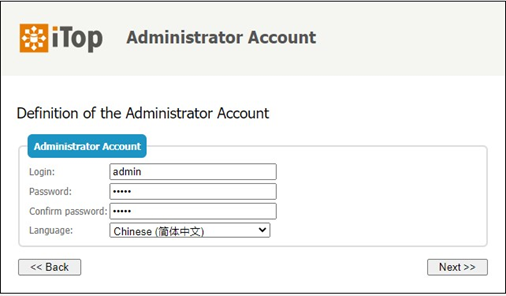 iTop Administrator Account
Definition of the Administrator Account
Administrator Account
Login: admin
Password: •••••
Confirm password: •••••
Language: Chinese (简体中文)
<< Back Next >>